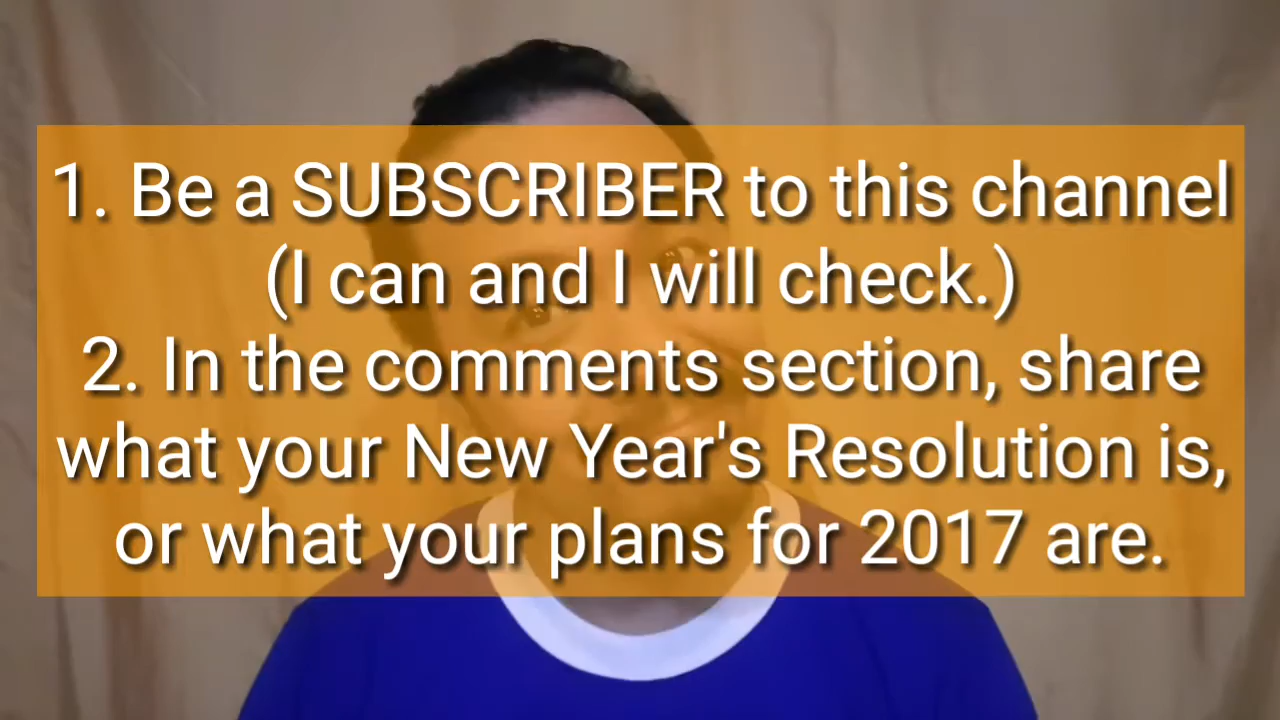 1. Be a SUBSCRIBER to this channel
(I can and I will check.)
2. In the comments section, share
what your New Year's Resolution is,
or what your plans for 2017 are.